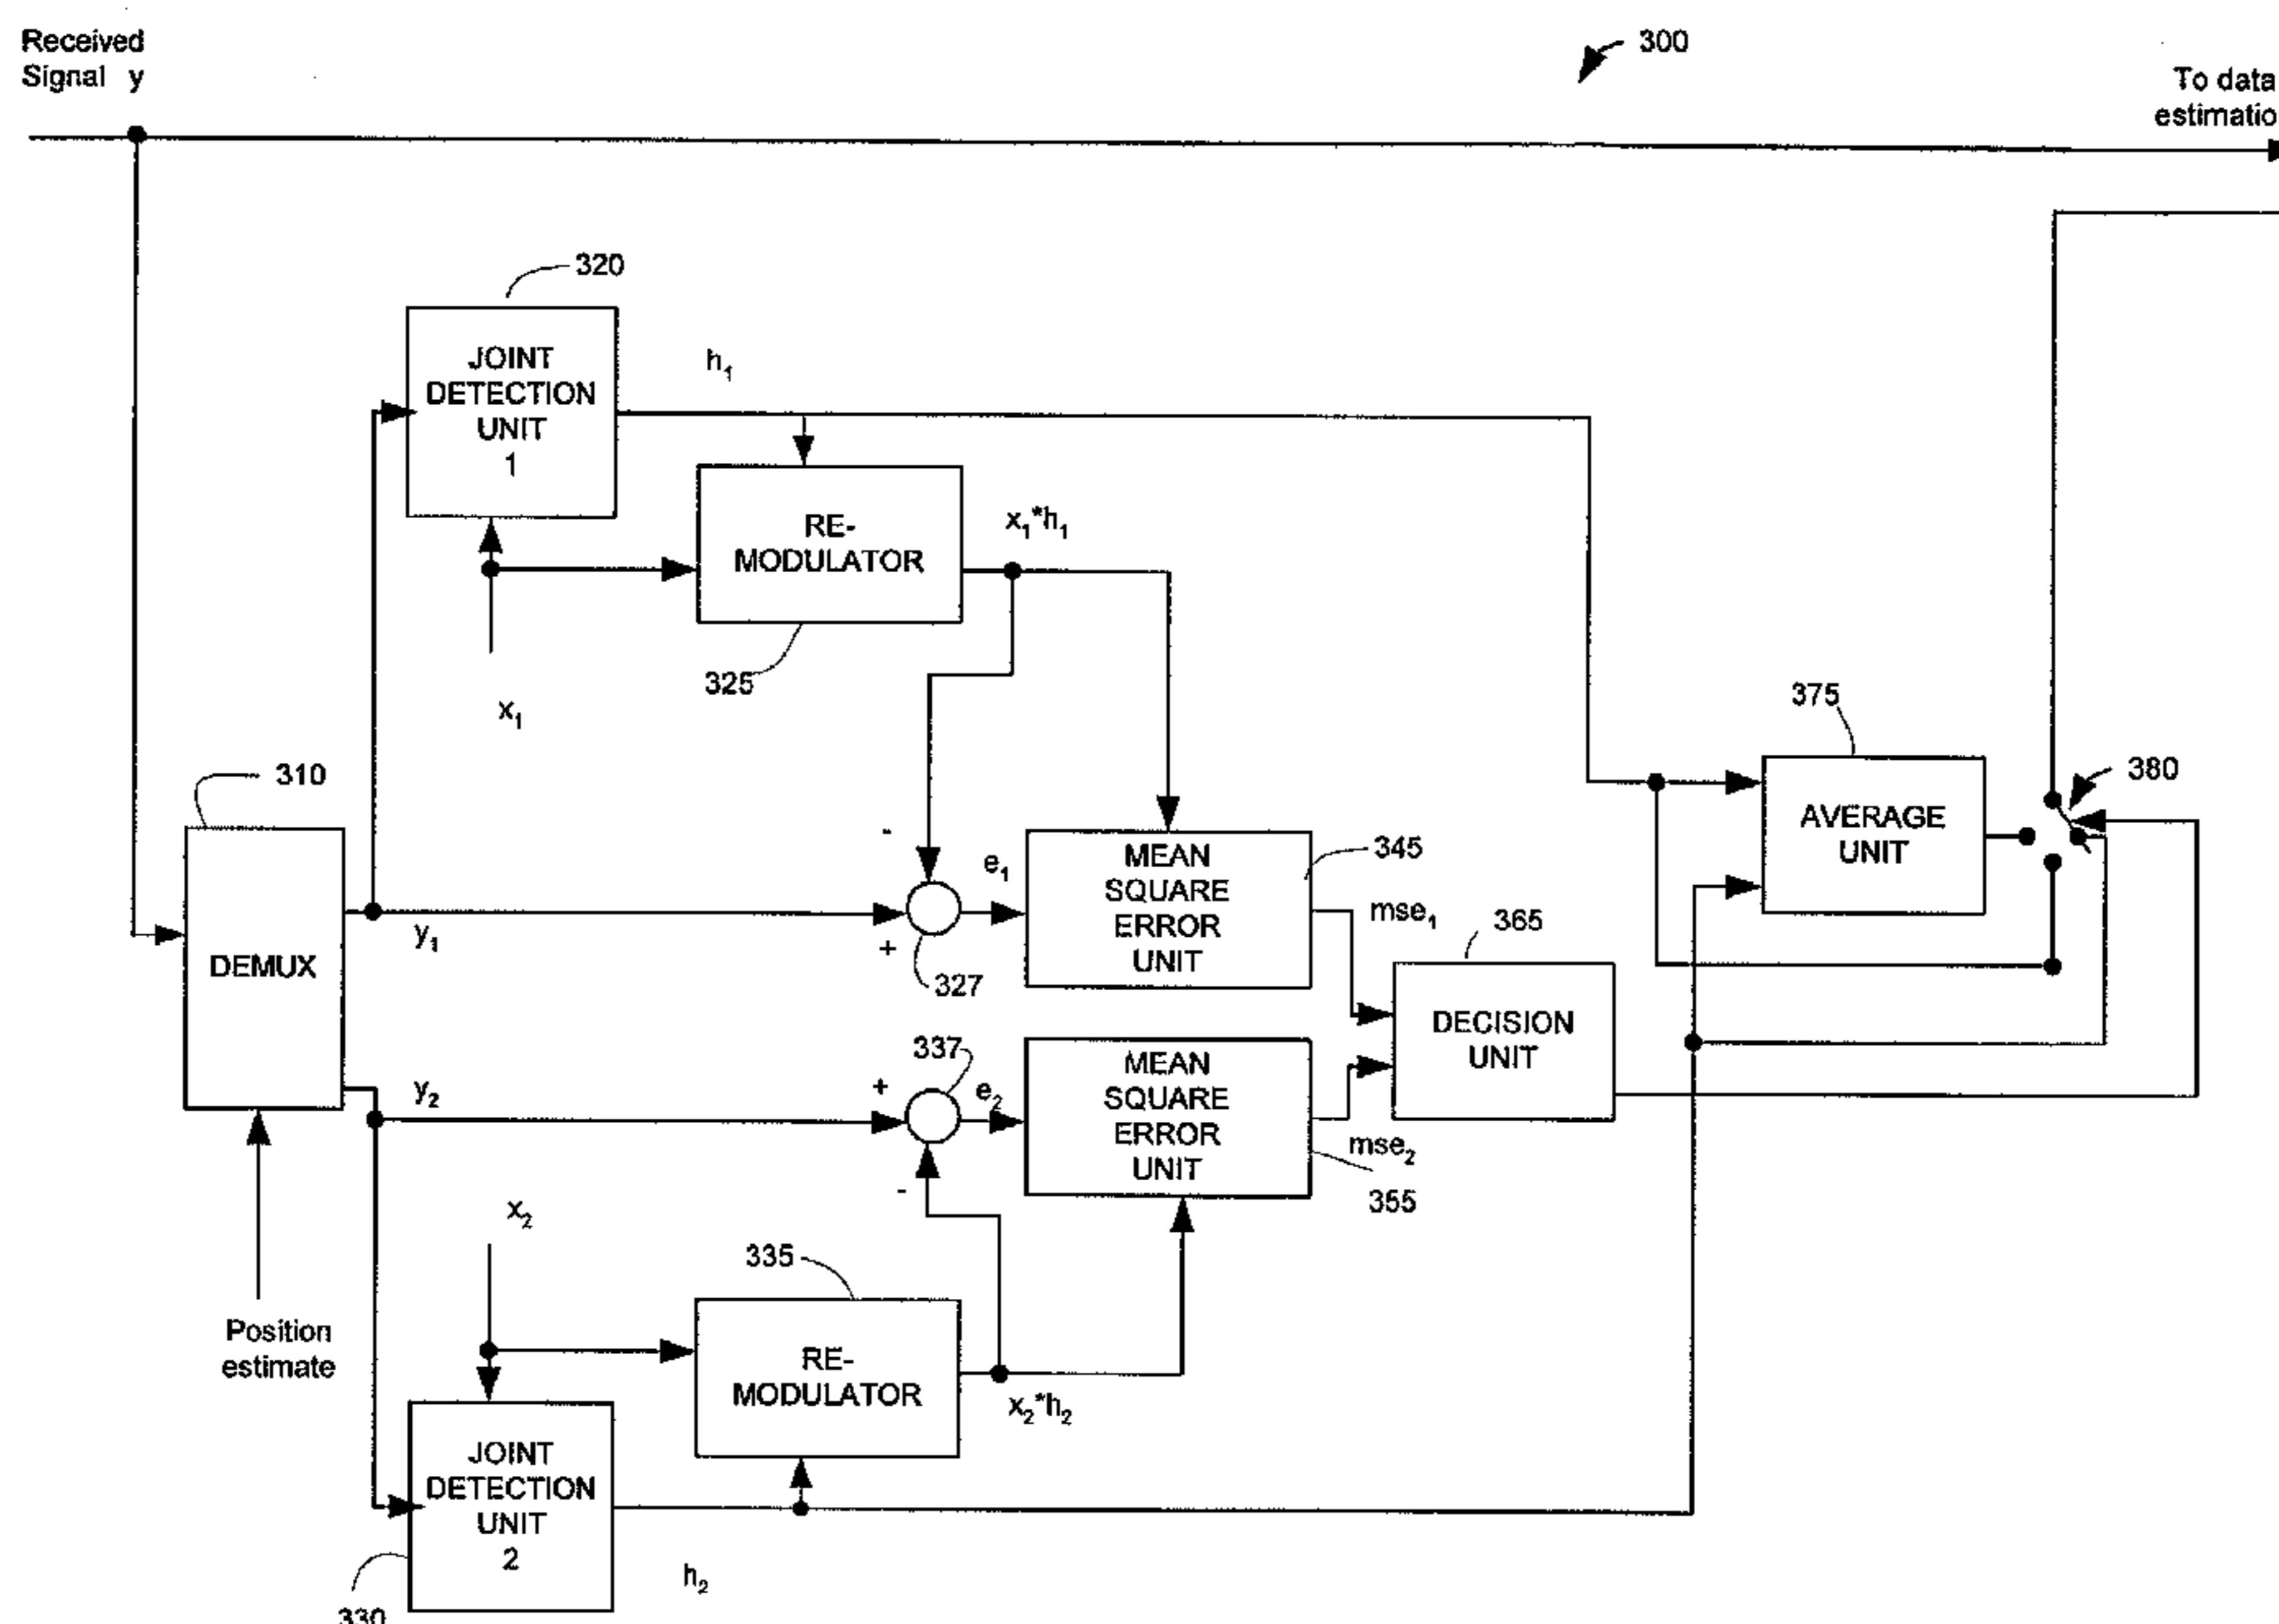 Received
Signal y
300
To data
estimatio
320
JOINT
DETECTION
UNIT
1
h₁
RE-
MODULATOR
x₁*h₁
325
x₁
375
310
380
AVERAGE
UNIT
-
MEAN
SQUARE
ERROR
UNIT
345
e₁
mse₁
365
y₁
+
327
DEMUX
DECISION
UNIT
337
MEAN
SQUARE
ERROR
UNIT
y₂
+
e₂
mse₂
355
-
x₂
335
Position
estimate
RE-
MODULATOR
x₂*h₂
JOINT
DETECTION
UNIT
2
h₂
330